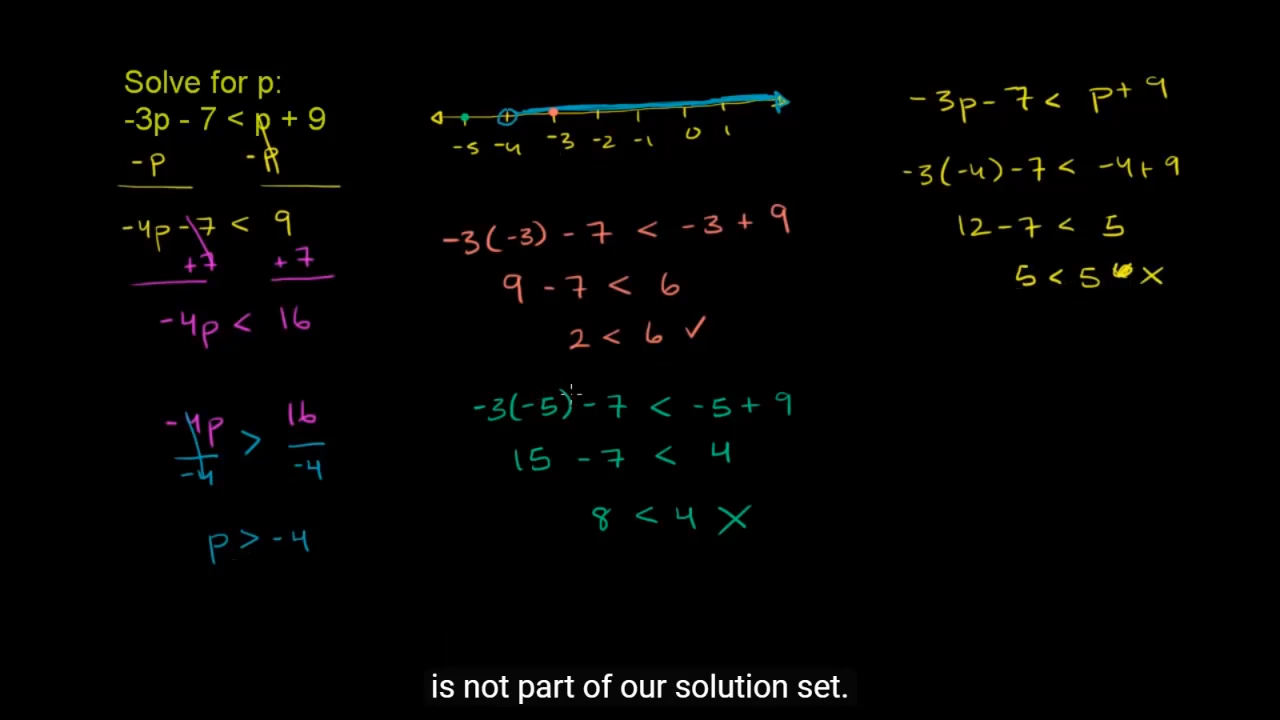 Solve for p:
-3p - 7 < p + 9
-p -p
-4p - 7 < 9
+7 +7
-4p < 16
-4p > 16
-4 -4
p > -4
-5 -4 -3 -2 -1 0 1
-3(-3) - 7 < -3 + 9
9 - 7 < 6
2 < 6 ✓
-3(-5) - 7 < -5 + 9
15 - 7 < 4
8 < 4 X
-3p - 7 < p + 9
-3(-4) - 7 < -4 + 9
12 - 7 < 5
5 < 5 X
is not part of our solution set.